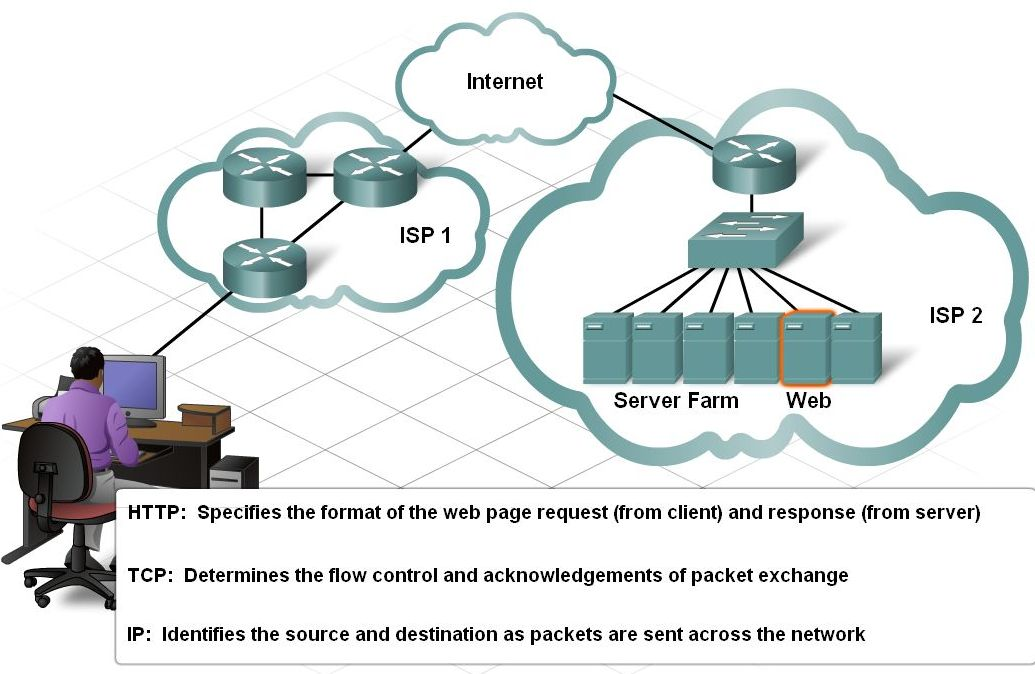 Internet
ISP 1
ISP 2
Server Farm
Web
HTTP:  Specifies the format of the web page request (from client) and response (from server)
TCP:  Determines the flow control and acknowledgements of packet exchange
IP:  Identifies the source and destination as packets are sent across the network